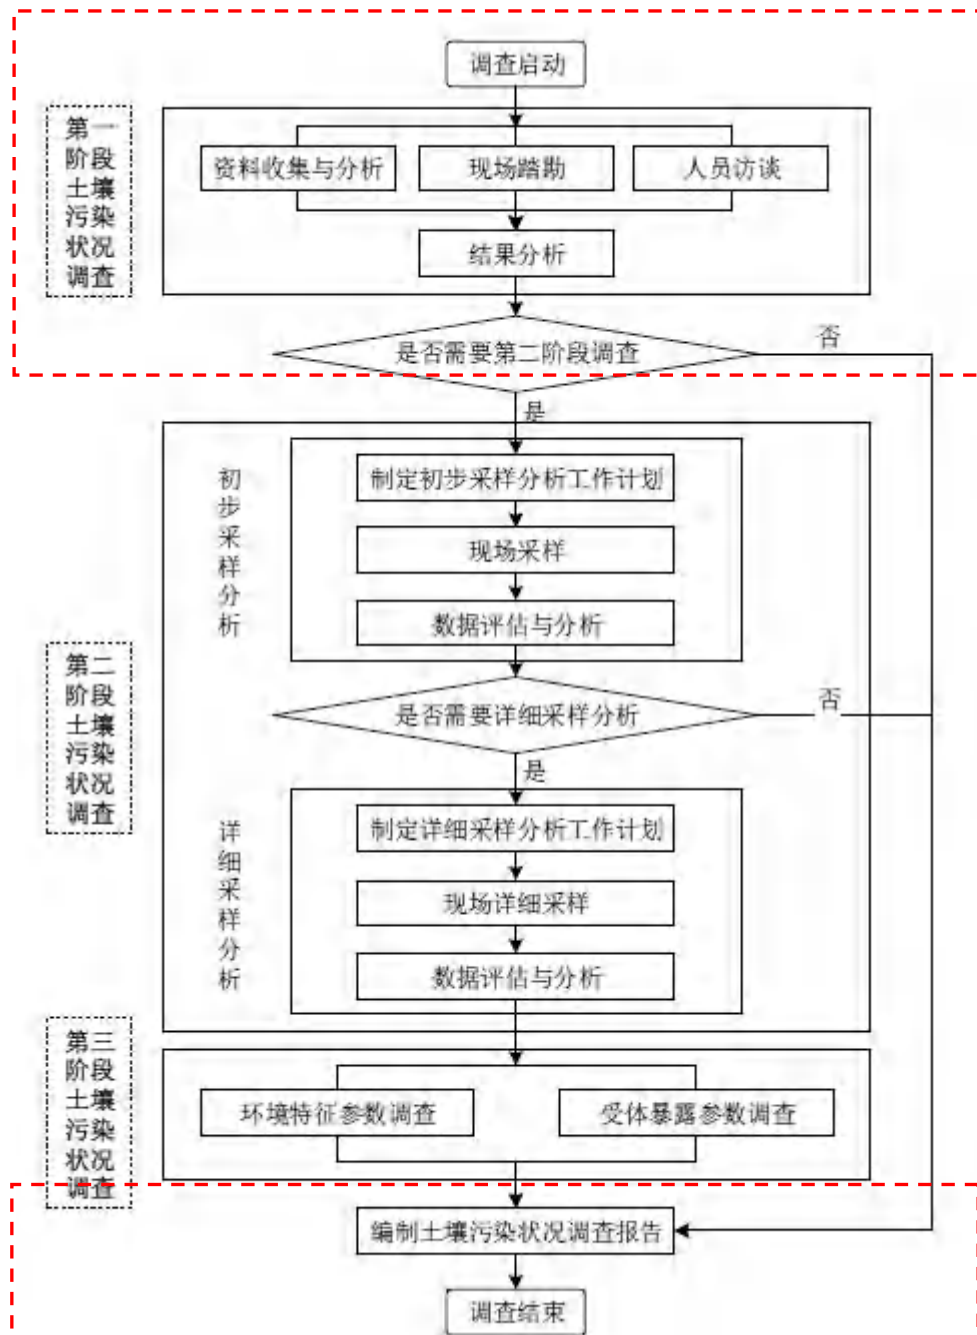 调查启动
第一
阶段
土壤
污染
状况
调查
资料收集与分析
现场踏勘
人员访谈
结果分析
是否需要第二阶段调查
否
是
初
步
采
样
分
析
制定初步采样分析工作计划
现场采样
数据评估与分析
第二
阶段
土壤
污染
状况
调查
是否需要详细采样分析
否
是
详
细
采
样
分
析
制定详细采样分析工作计划
现场详细采样
数据评估与分析
第三
阶段
土壤
污染
状况
调查
环境特征参数调查
受体暴露参数调查
编制土壤污染状况调查报告
调查结束